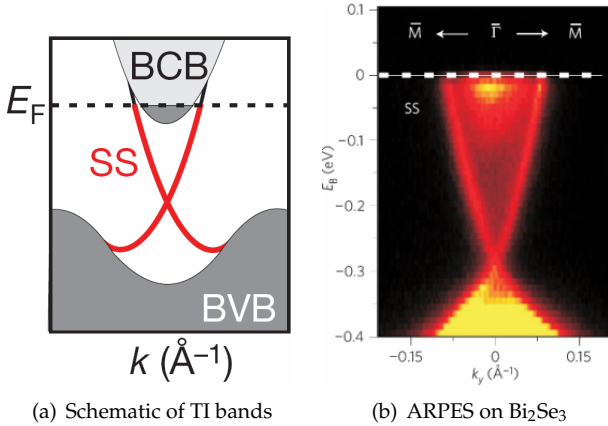 BCB
E_F
SS
BVB
k (Å⁻¹)
(a) Schematic of TI bands
0.1
M̄ ← Γ̄ → M̄
0
SS
-0.1
E_B (eV)
-0.2
-0.3
-0.4
-0.15 0 0.15
k_y (Å⁻¹)
(b) ARPES on Bi₂Se₃